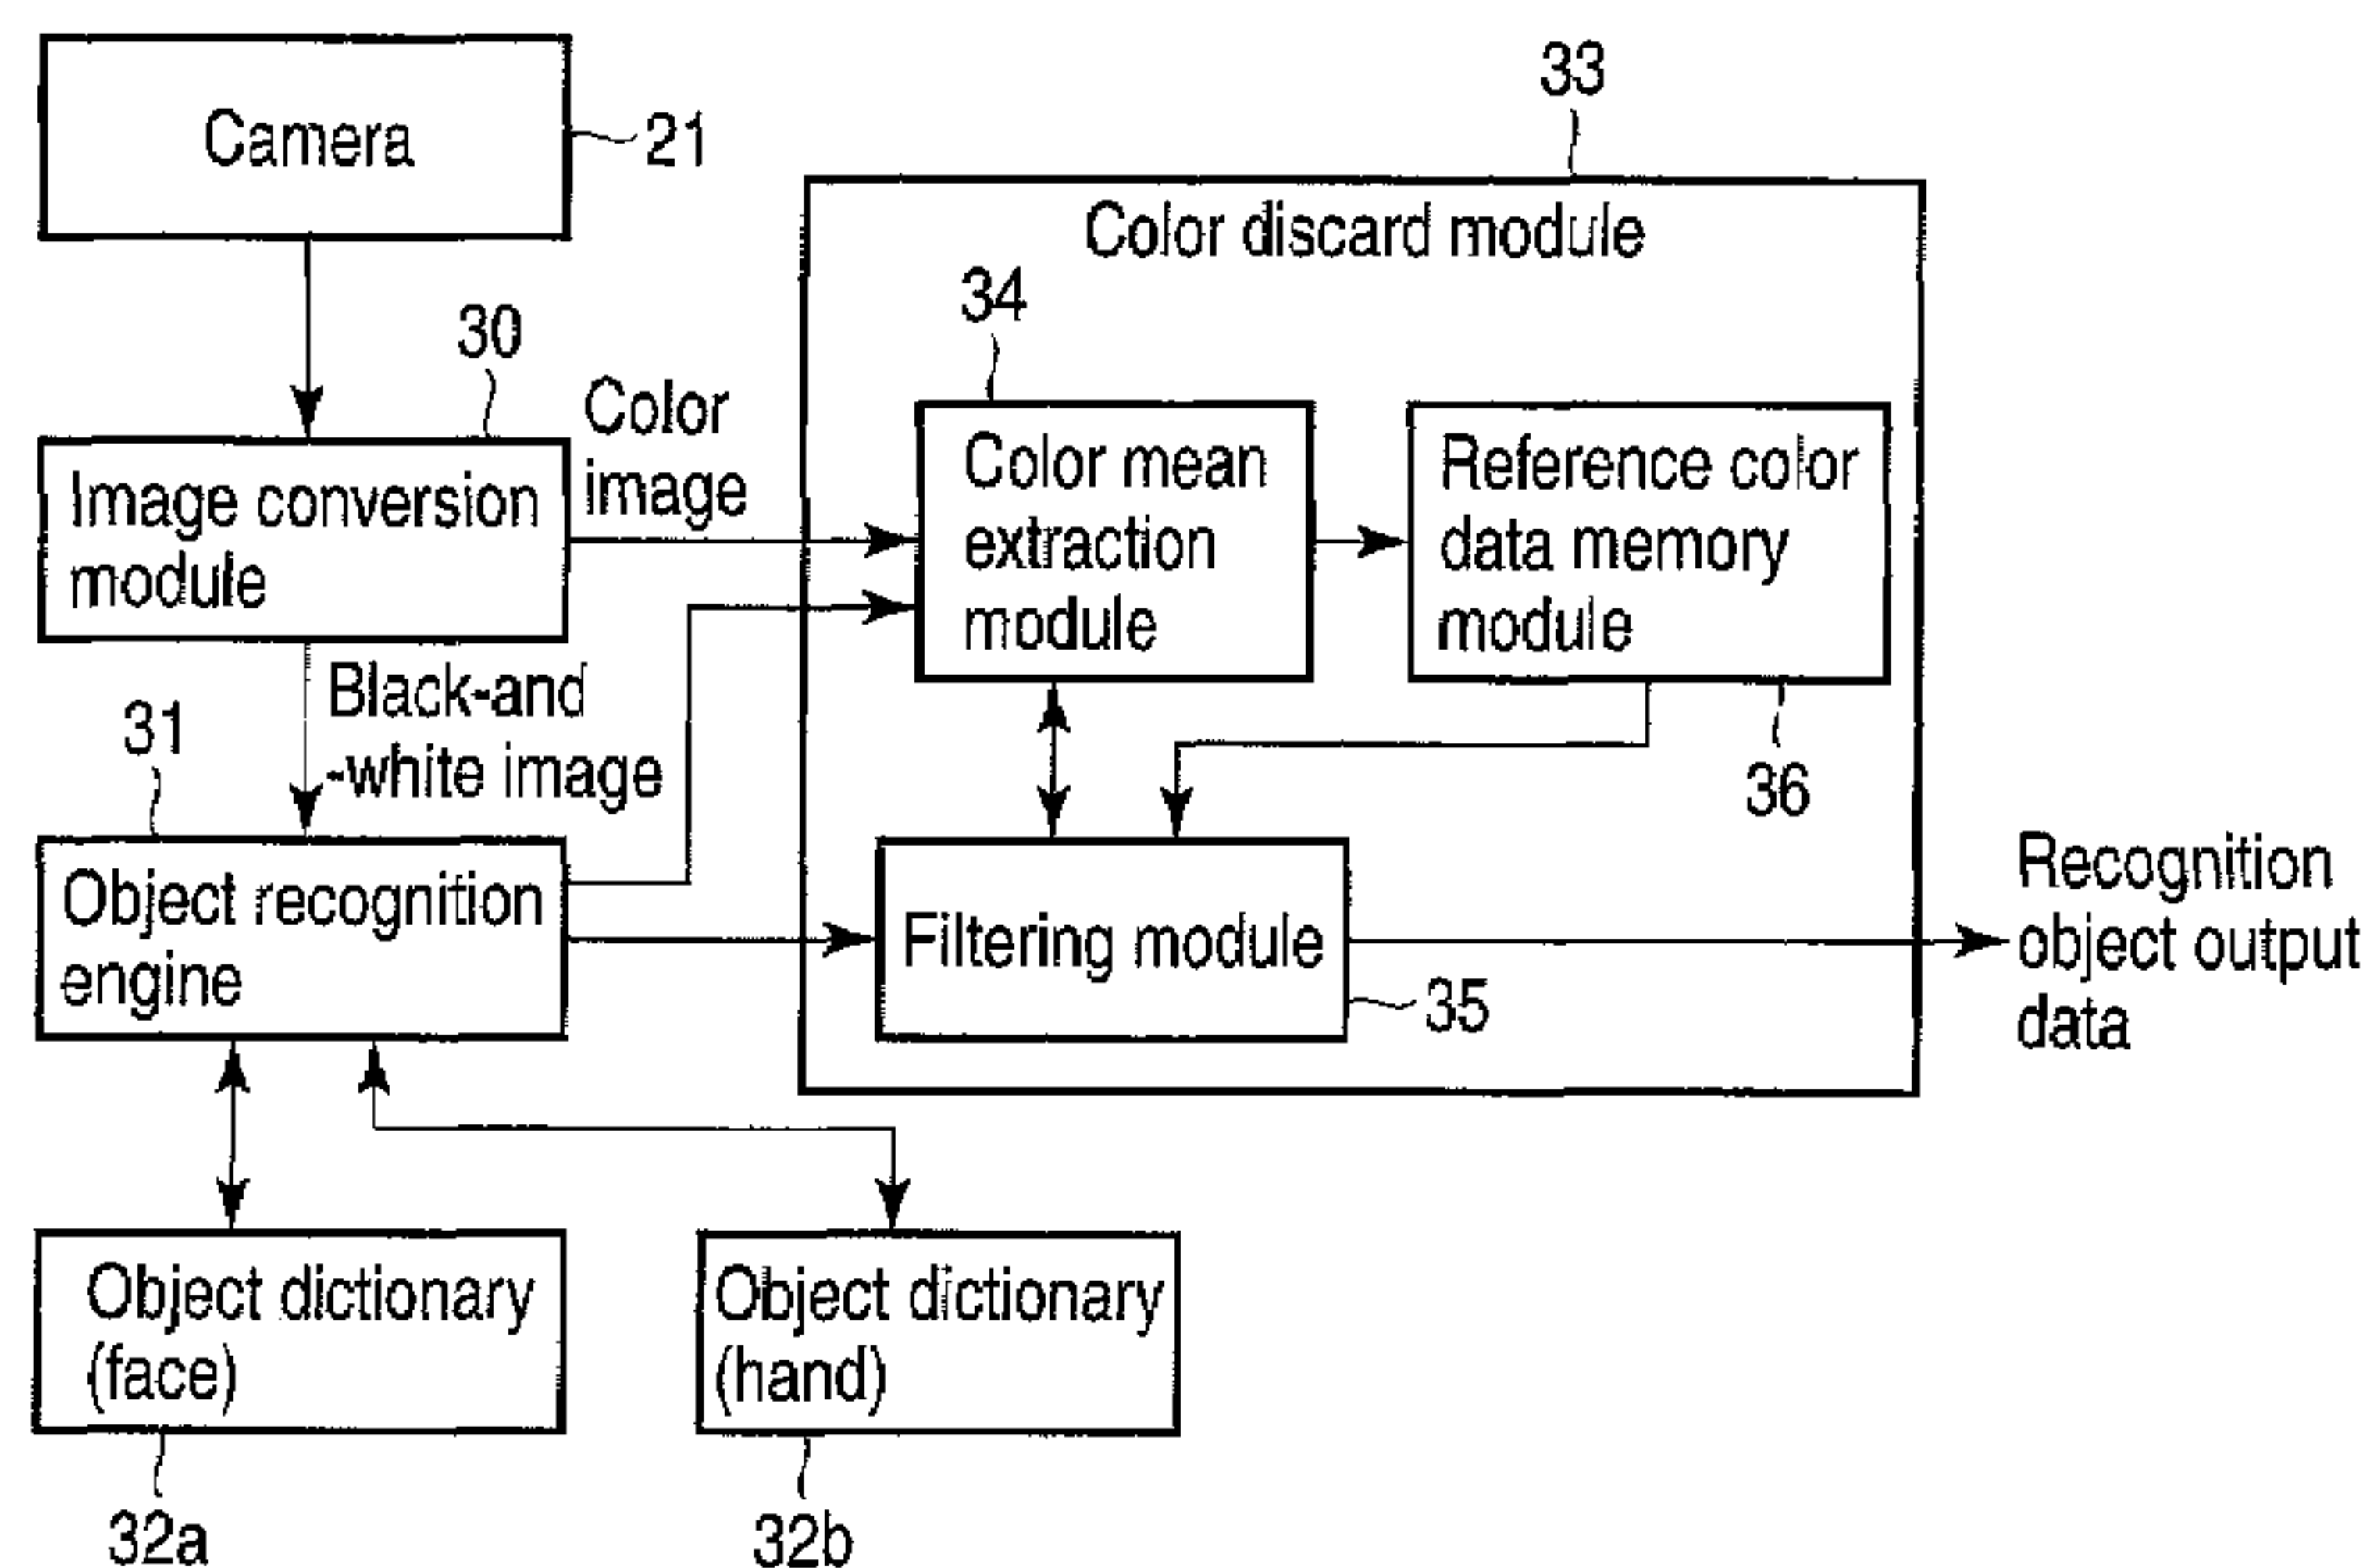 Camera
21
33
Color discard module
34
30
Color
image
Image conversion
module
Color mean
extraction
module
Reference color
data memory
module
Black-and
-white image
31
36
Object recognition
engine
Filtering module
35
Recognition
object output
data
Object dictionary
(face)
Object dictionary
(hand)
32a
32b